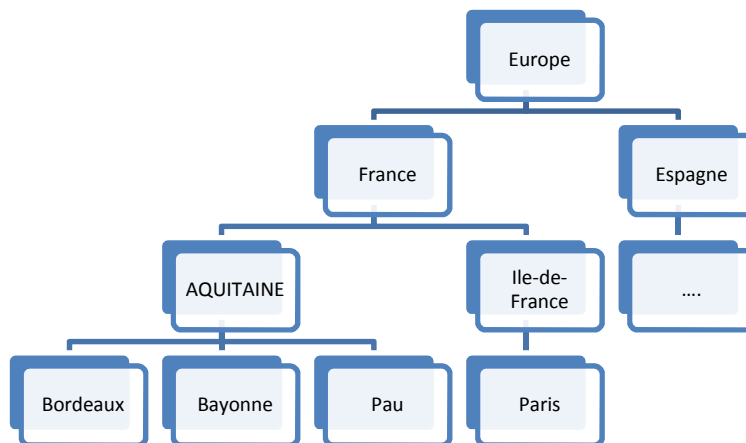 Europe
France
Espagne
AQUITAINE
Ile-de-
France
....
Bordeaux
Bayonne
Pau
Paris